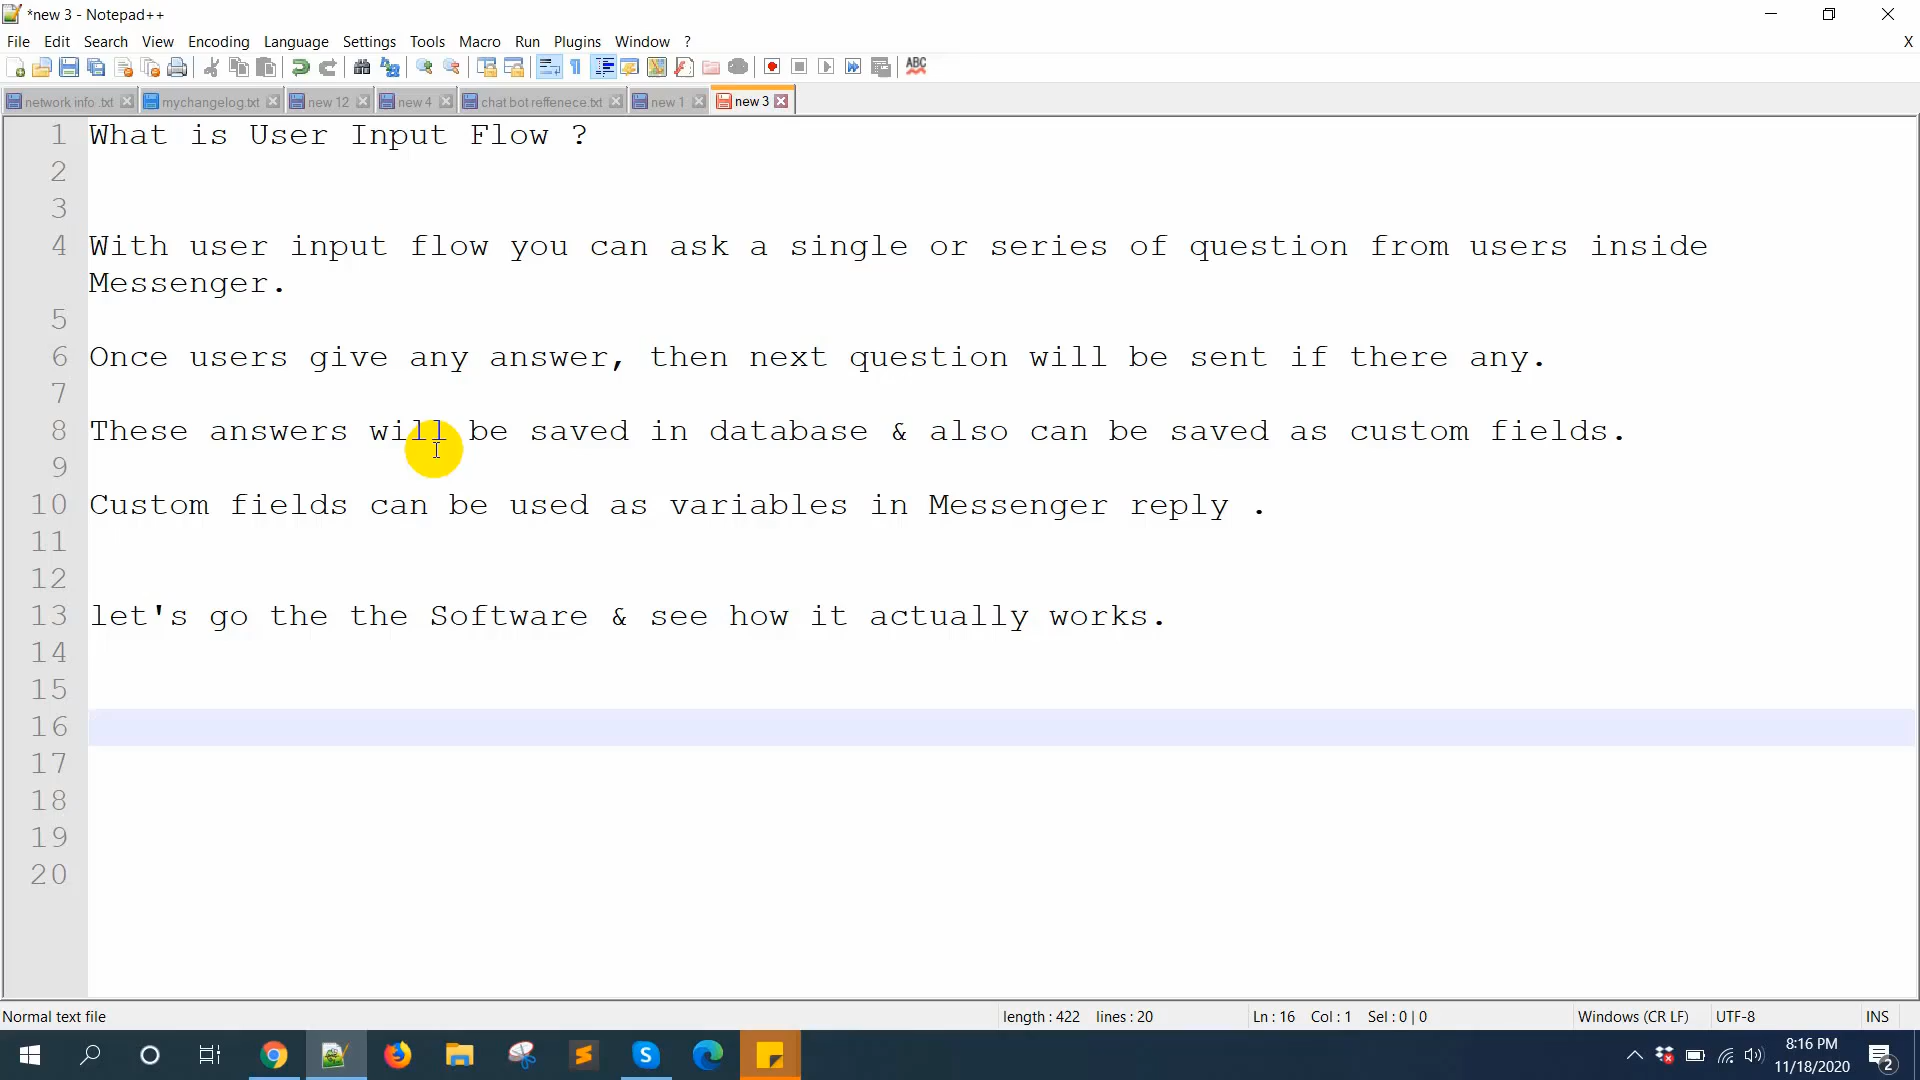 *new 3 - Notepad++
File Edit Search View Encoding Language Settings Tools Macro Run Plugins Window ? X
ABC
network info .txt mychangelog.txt new 12 new 4 chat bot reffenece.txt new 1 new 3
1 What is User Input Flow ?
2
3
4 With user input flow you can ask a single or series of question from users inside
Messenger.
5
6 Once users give any answer, then next question will be sent if there any.
7
8 These answers will be saved in database & also can be saved as custom fields.
9
10 Custom fields can be used as variables in Messenger reply .
11
12
13 let's go the the Software & see how it actually works.
14
15
16
17
18
19
20
Normal text file length : 422 lines : 20 Ln : 16 Col : 1 Sel : 0 | 0 Windows (CR LF) UTF-8 INS
8:16 PM
11/18/2020
2